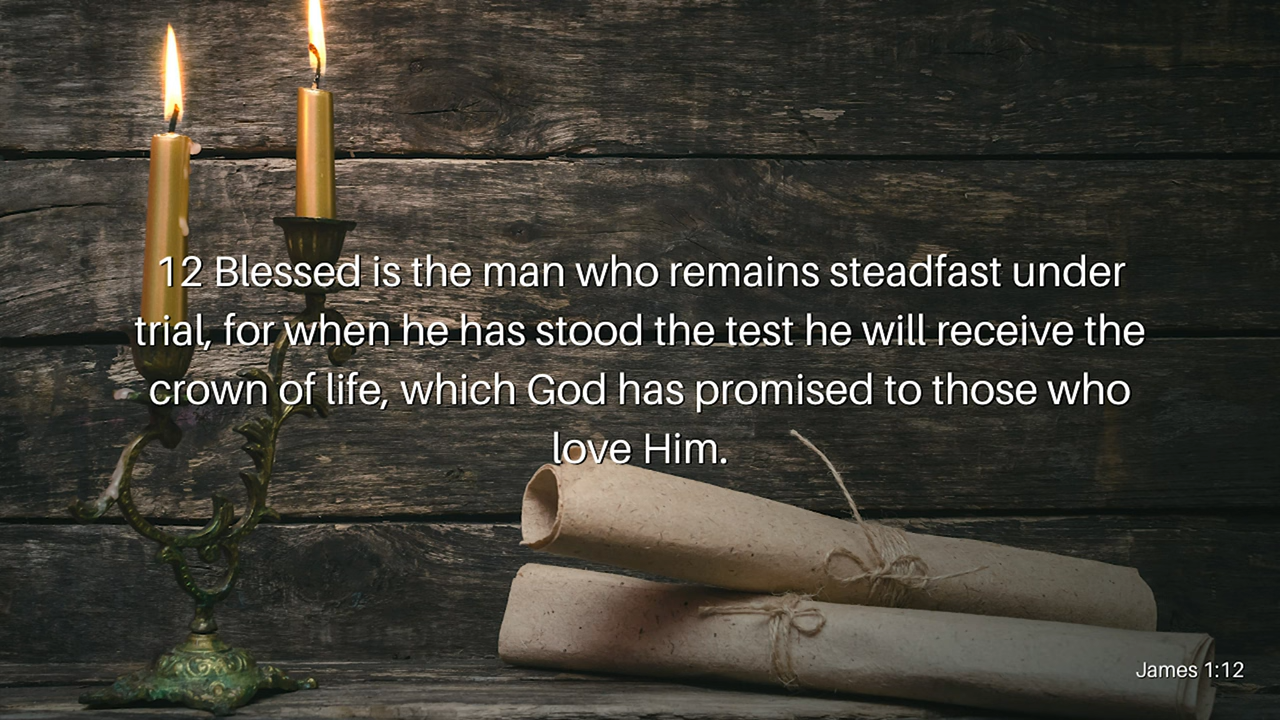 12 Blessed is the man who remains steadfast under
trial, for when he has stood the test he will receive the
crown of life, which God has promised to those who
love Him.
James 1:12